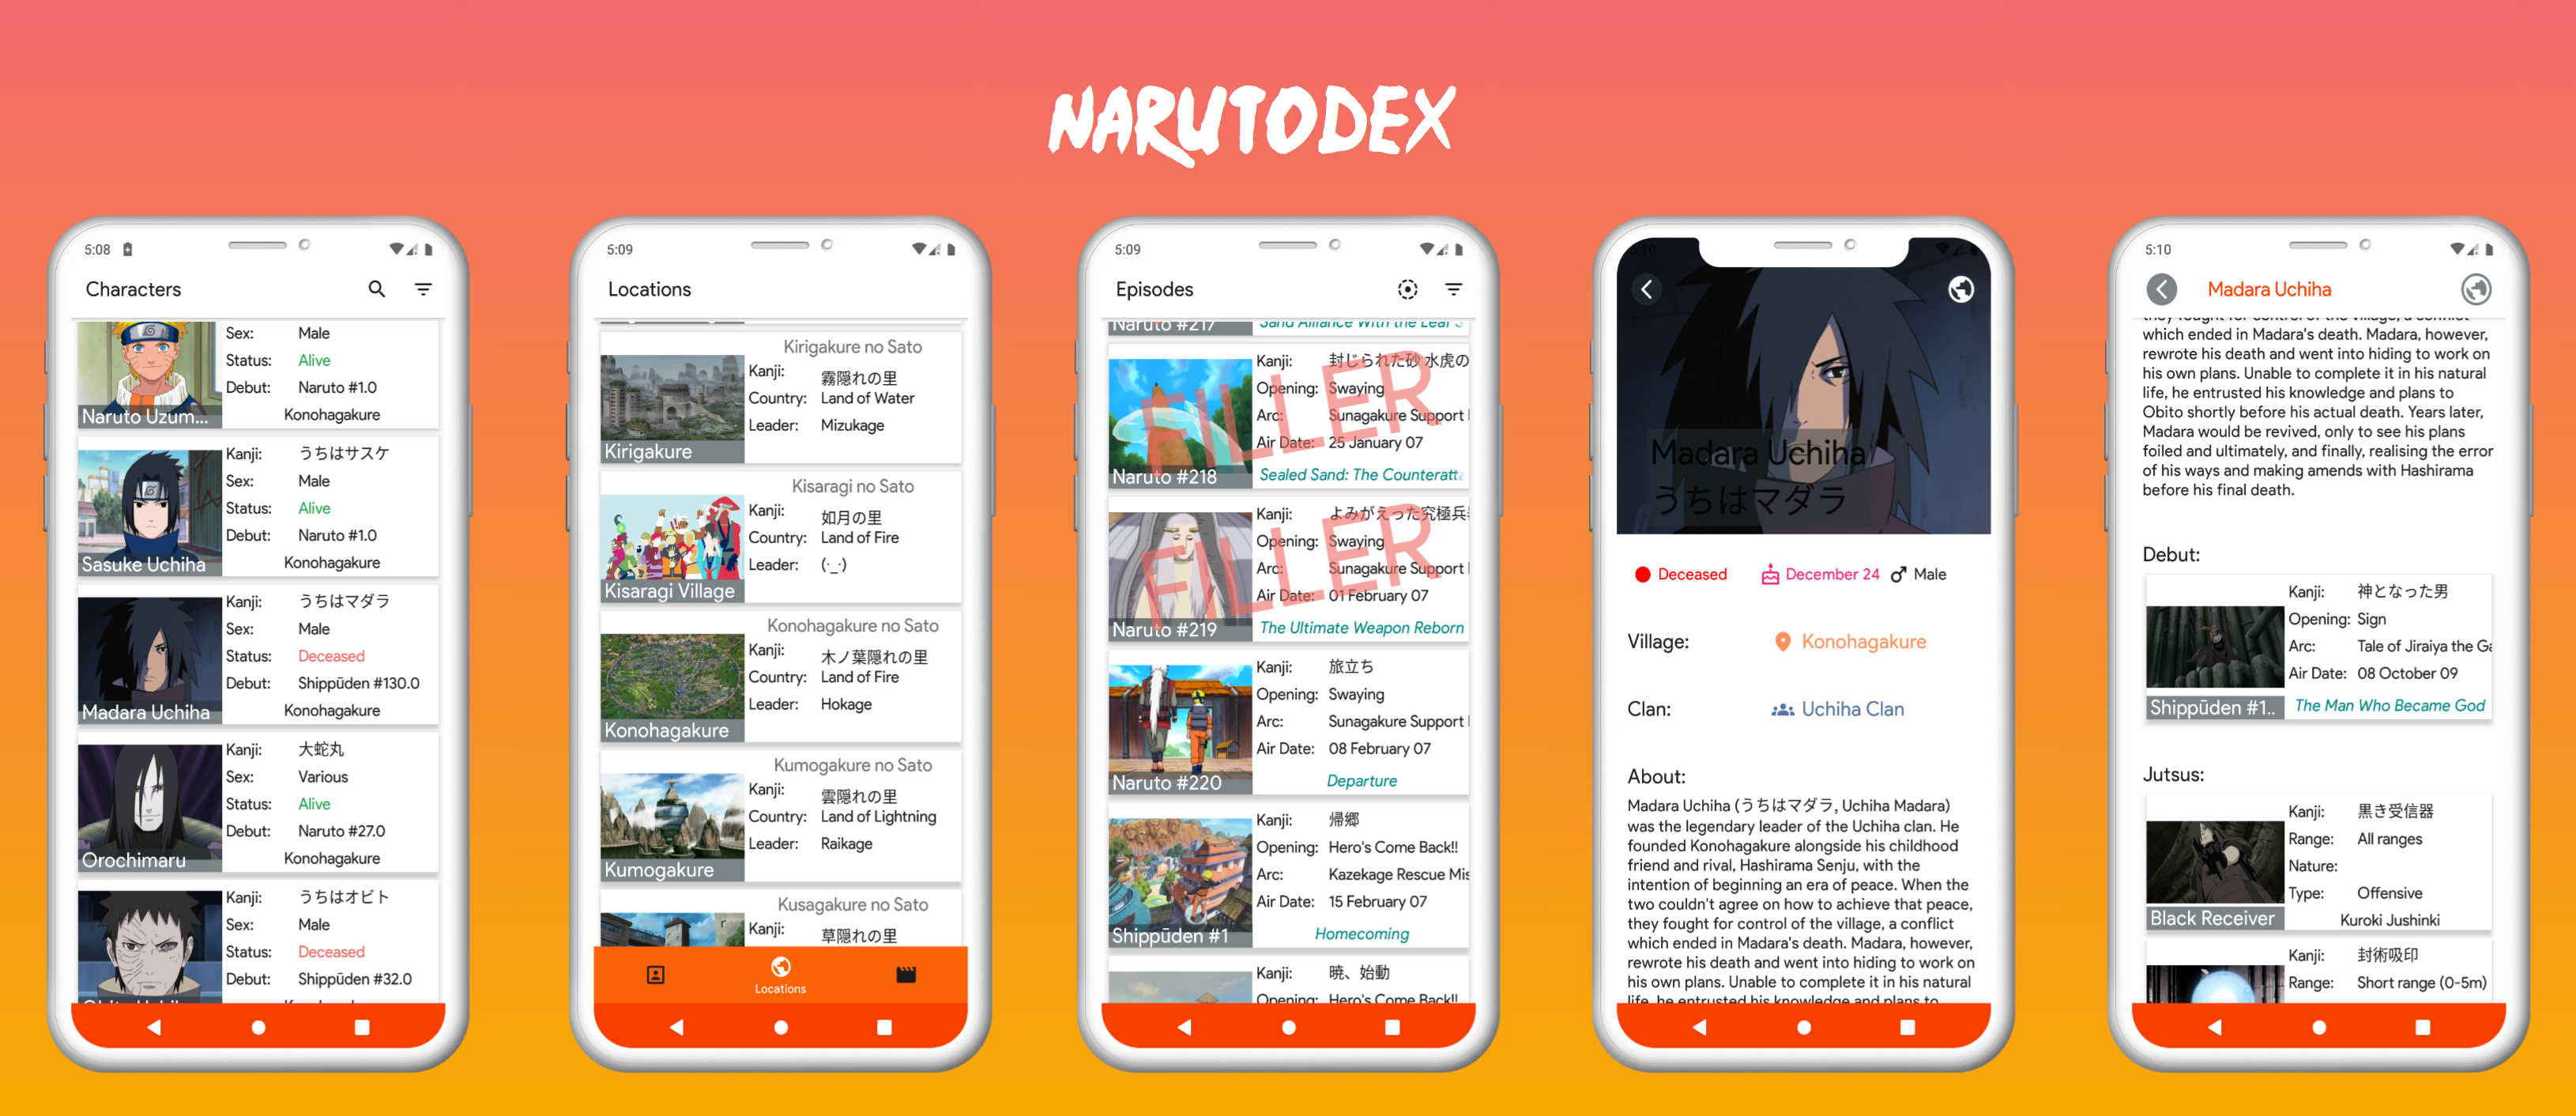 NARUTODEX
5:08
Characters
Sex: Male
Status: Alive
Debut: Naruto #1.0
Naruto Uzum...
Konohagakure
Kanji: うちはサスケ
Sex: Male
Status: Alive
Debut: Naruto #1.0
Sasuke Uchiha
Konohagakure
Kanji: うちはマダラ
Sex: Male
Status: Deceased
Debut: Shippūden #130.0
Madara Uchiha
Konohagakure
Kanji: 大蛇丸
Sex: Various
Status: Alive
Debut: Naruto #27.0
Orochimaru
Konohagakure
Kanji: うちはオビト
Sex: Male
Status: Deceased
Debut: Shippūden #32.0
5:09
Locations
Kirigakure no Sato
Kanji: 霧隠れの里
Country: Land of Water
Leader: Mizukage
Kirigakure
Kisaragi no Sato
Kanji: 如月の里
Country: Land of Fire
Leader: (·_·)
Kisaragi Village
Konohagakure no Sato
Kanji: 木ノ葉隠れの里
Country: Land of Fire
Leader: Hokage
Konohagakure
Kumogakure no Sato
Kanji: 雲隠れの里
Country: Land of Lightning
Leader: Raikage
Kumogakure
Kusagakure no Sato
Kanji: 草隠れの里
Locations
5:09
Episodes
Naruto #217
Sand Alliance With the Leaf S
Kanji: 封じられた砂 水虎の
Opening: Swaying
Arc: Sunagakure Support
Air Date: 25 January 07
FILLER
Naruto #218
Sealed Sand: The Counteratta
Kanji: よみがえった究極兵
Opening: Swaying
Arc: Sunagakure Support
Air Date: 01 February 07
FILLER
Naruto #219
The Ultimate Weapon Reborn
Kanji: 旅立ち
Opening: Swaying
Arc: Sunagakure Support
Air Date: 08 February 07
Naruto #220
Departure
Kanji: 帰郷
Opening: Hero's Come Back!!
Arc: Kazekage Rescue Mis
Air Date: 15 February 07
Shippūden #1
Homecoming
Kanji: 暁、始動
Opening: Hero's Come Back!!
5:10
Madara Uchiha
うちはマダラ
Deceased
December 24
Male
Village: Konohagakure
Clan: Uchiha Clan
About:
Madara Uchiha (うちはマダラ, Uchiha Madara)
was the legendary leader of the Uchiha clan. He
founded Konohagakure alongside his childhood
friend and rival, Hashirama Senju, with the
intention of beginning an era of peace. When the
two couldn't agree on how to achieve that peace,
they fought for control of the village, a conflict
which ended in Madara's death. Madara, however,
rewrote his death and went into hiding to work on
his own plans. Unable to complete it in his natural
life, he entrusted his knowledge and plans to
5:10
Madara Uchiha
they fought for control of the village, a conflict
which ended in Madara's death. Madara, however,
rewrote his death and went into hiding to work on
his own plans. Unable to complete it in his natural
life, he entrusted his knowledge and plans to
Obito shortly before his actual death. Years later,
Madara would be revived, only to see his plans
foiled and ultimately, and finally, realising the error
of his ways and making amends with Hashirama
before his final death.
Debut:
Kanji: 神となった男
Opening: Sign
Arc: Tale of Jiraiya the Ga
Air Date: 08 October 09
Shippūden #1..
The Man Who Became God
Jutsus:
Kanji: 黒き受信器
Range: All ranges
Nature:
Type: Offensive
Black Receiver
Kuroki Jushinki
Kanji: 封術吸印
Range: Short range (0-5m)